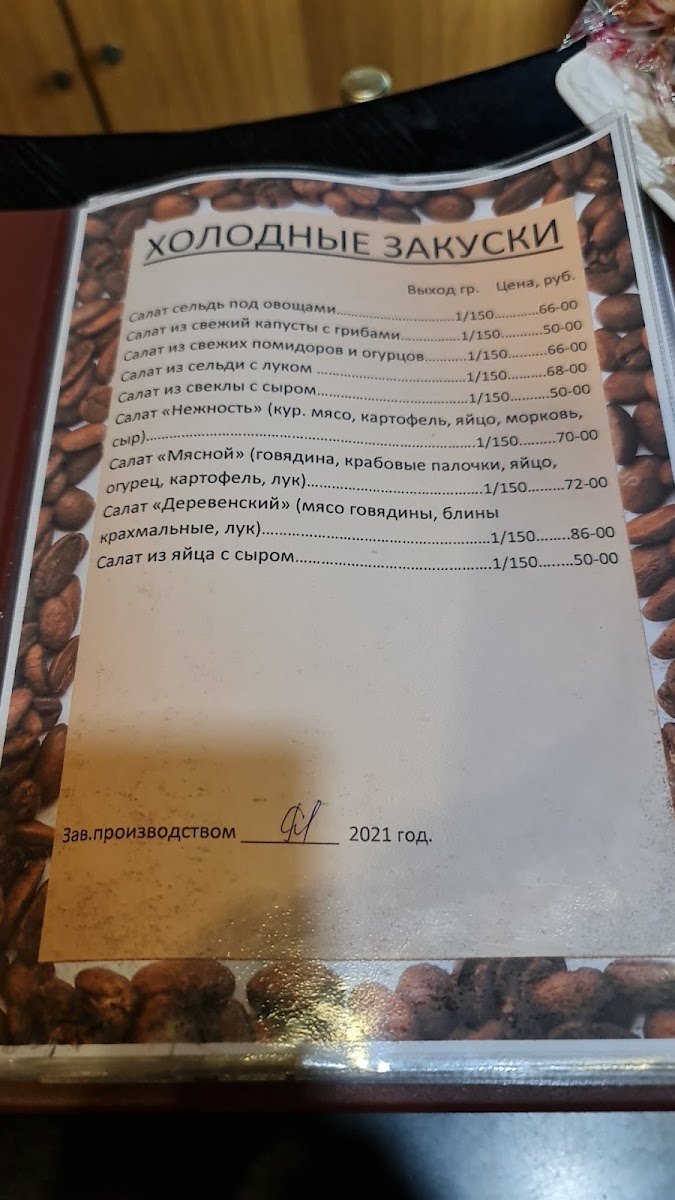 ХОЛОДНЫЕ ЗАКУСКИ
Выход гр. Цена, руб.
Салат сельдь под овощами....................1/150...........66-00
Салат из свежий капусты с грибами..............1/150..........50-00
Салат из свежих помидоров и огурцов.........1/150..........66-00
Салат из сельди с луком ..............................1/150..........68-00
Салат из свеклы с сыром...............................1/150.........50-00
Салат «Нежность» (кур. мясо, картофель, яйцо, морковь,
сыр)....................................................................1/150.........70-00
Салат «Мясной» (говядина, крабовые палочки, яйцо,
огурец, картофель, лук)....................................1/150.........72-00
Салат «Деревенский» (мясо говядины, блины
крахмальные, лук)..............................................1/150........86-00
Салат из яйца с сыром.......................................1/150........50-00
Зав.производством _________ 2021 год.